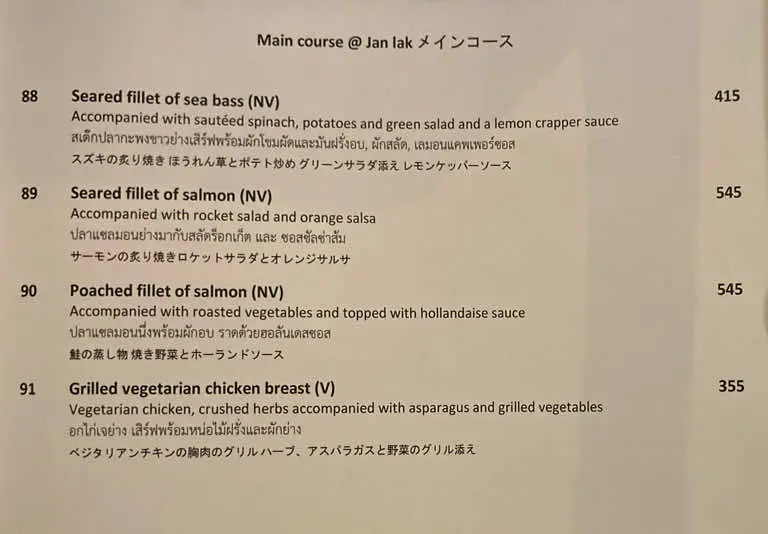 Main course @ Jan lak メインコース
88 Seared fillet of sea bass (NV) 415
Accompanied with sautéed spinach, potatoes and green salad and a lemon crapper sauce
สเต็กปลากะพงขาวย่างเสิร์ฟพร้อมผักโขมผัดและมันฝรั่งอบ, ผักสลัด, เลมอนแคพเพอร์ซอส
スズキの炙り焼き ほうれん草とポテト炒め グリーンサラダ添え レモンケッパーソース
89 Seared fillet of salmon (NV) 545
Accompanied with rocket salad and orange salsa
ปลาแซลมอนย่างมากับสลัดร็อกเก็ต และ ซอสซัลซ่าส้ม
サーモンの炙り焼きロケットサラダとオレンジサルサ
90 Poached fillet of salmon (NV) 545
Accompanied with roasted vegetables and topped with hollandaise sauce
ปลาแซลมอนนึ่งพร้อมผักอบ ราดด้วยฮอลันเดสซอส
鮭の蒸し物 焼き野菜とホーランドソース
91 Grilled vegetarian chicken breast (V) 355
Vegetarian chicken, crushed herbs accompanied with asparagus and grilled vegetables
อกไก่เจย่าง เสิร์ฟพร้อมหน่อไม้ฝรั่งและผักย่าง
ベジタリアンチキンの胸肉のグリル ハーブ、アスパラガスと野菜のグリル添え